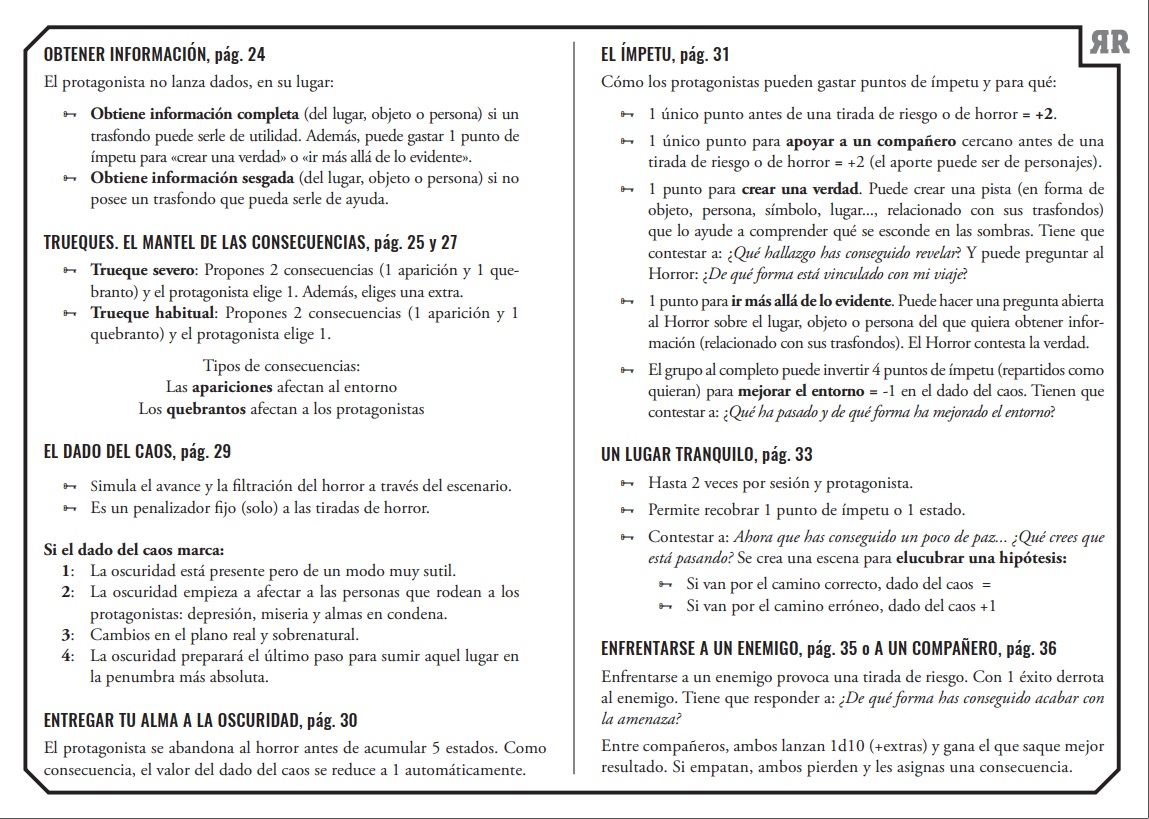 OBTENER INFORMACIÓN, pág. 24
El protagonista no lanza dados, en su lugar:
Obtiene información completa (del lugar, objeto o persona) si un
trasfondo puede serle de utilidad. Además, puede gastar 1 punto de
ímpetu para «crear una verdad» o «ir más allá de lo evidente».
Obtiene información sesgada (del lugar, objeto o persona) si no
posee un trasfondo que pueda serle de ayuda.
TRUEQUES. EL MANTEL DE LAS CONSECUENCIAS, pág. 25 y 27
Trueque severo: Propones 2 consecuencias (1 aparición y 1 que-
branto) y el protagonista elige 1. Además, eliges una extra.
Trueque habitual: Propones 2 consecuencias (1 aparición y 1
quebranto) y el protagonista elige 1.
Tipos de consecuencias:
Las apariciones afectan al entorno
Los quebrantos afectan a los protagonistas
EL DADO DEL CAOS, pág. 29
Simula el avance y la filtración del horror a través del escenario.
Es un penalizador fijo (solo) a las tiradas de horror.
Si el dado del caos marca:
1: La oscuridad está presente pero de un modo muy sutil.
2: La oscuridad empieza a afectar a las personas que rodean a los
protagonistas: depresión, miseria y almas en condena.
3: Cambios en el plano real y sobrenatural.
4: La oscuridad preparará el último paso para sumir aquel lugar en
la penumbra más absoluta.
ENTREGAR TU ALMA A LA OSCURIDAD, pág. 30
El protagonista se abandona al horror antes de acumular 5 estados. Como
consecuencia, el valor del dado del caos se reduce a 1 automáticamente.
RR
EL ÍMPETU, pág. 31
Cómo los protagonistas pueden gastar puntos de ímpetu y para qué:
1 único punto antes de una tirada de riesgo o de horror = +2.
1 único punto para apoyar a un compañero cercano antes de una
tirada de riesgo o de horror = +2 (el aporte puede ser de personajes).
1 punto para crear una verdad. Puede crear una pista (en forma de
objeto, persona, símbolo, lugar..., relacionado con sus trasfondos)
que lo ayude a comprender qué se esconde en las sombras. Tiene que
contestar a: ¿Qué hallazgo has conseguido revelar? Y puede preguntar al
Horror: ¿De qué forma está vinculado con mi viaje?
1 punto para ir más allá de lo evidente. Puede hacer una pregunta abierta
al Horror sobre el lugar, objeto o persona del que quiera obtener infor-
mación (relacionado con sus trasfondos). El Horror contesta la verdad.
El grupo al completo puede invertir 4 puntos de ímpetu (repartidos como
quieran) para mejorar el entorno = -1 en el dado del caos. Tienen que
contestar a: ¿Qué ha pasado y de qué forma ha mejorado el entorno?
UN LUGAR TRANQUILO, pág. 33
Hasta 2 veces por sesión y protagonista.
Permite recobrar 1 punto de ímpetu o 1 estado.
Contestar a: Ahora que has conseguido un poco de paz... ¿Qué crees que
está pasando? Se crea una escena para elucubrar una hipótesis:
Si van por el camino correcto, dado del caos =
Si van por el camino erróneo, dado del caos +1
ENFRENTARSE A UN ENEMIGO, pág. 35 o A UN COMPAÑERO, pág. 36
Enfrentarse a un enemigo provoca una tirada de riesgo. Con 1 éxito derrota
al enemigo. Tiene que responder a: ¿De qué forma has conseguido acabar con
la amenaza?
Entre compañeros, ambos lanzan 1d10 (+extras) y gana el que saque mejor
resultado. Si empatan, ambos pierden y les asignas una consecuencia.